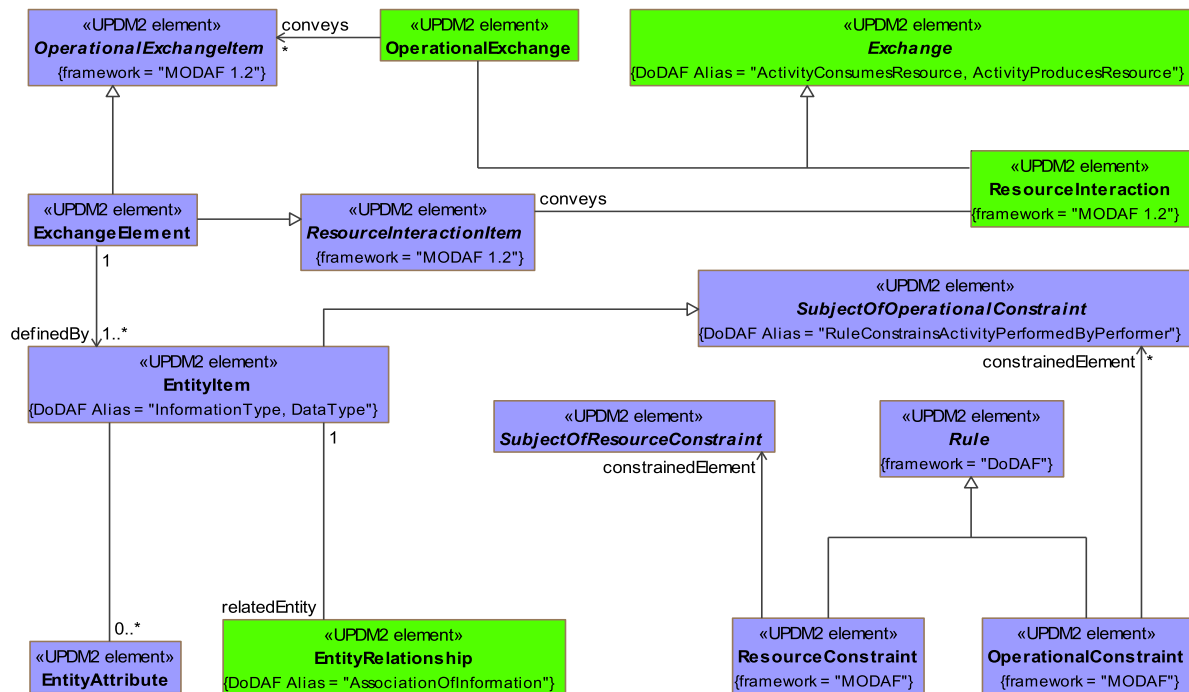 «UPDM2 element»
OperationalExchangeItem
{framework = "MODAF 1.2"}
conveys
*
«UPDM2 element»
OperationalExchange
«UPDM2 element»
Exchange
{DoDAF Alias = "ActivityConsumesResource, ActivityProducesResource"}
«UPDM2 element»
ExchangeElement
1
«UPDM2 element»
ResourceInteractionItem
{framework = "MODAF 1.2"}
conveys
«UPDM2 element»
ResourceInteraction
{framework = "MODAF 1.2"}
definedBy
1..*
«UPDM2 element»
SubjectOfOperationalConstraint
{DoDAF Alias = "RuleConstrainsActivityPerformedByPerformer"}
constrainedElement
*
«UPDM2 element»
EntityItem
{DoDAF Alias = "InformationType, DataType"}
1
«UPDM2 element»
SubjectOfResourceConstraint
constrainedElement
«UPDM2 element»
Rule
{framework = "DoDAF"}
relatedEntity
0..*
«UPDM2 element»
EntityAttribute
«UPDM2 element»
EntityRelationship
{DoDAF Alias = "AssociationOfInformation"}
«UPDM2 element»
ResourceConstraint
{framework = "MODAF"}
«UPDM2 element»
OperationalConstraint
{framework = "MODAF"}